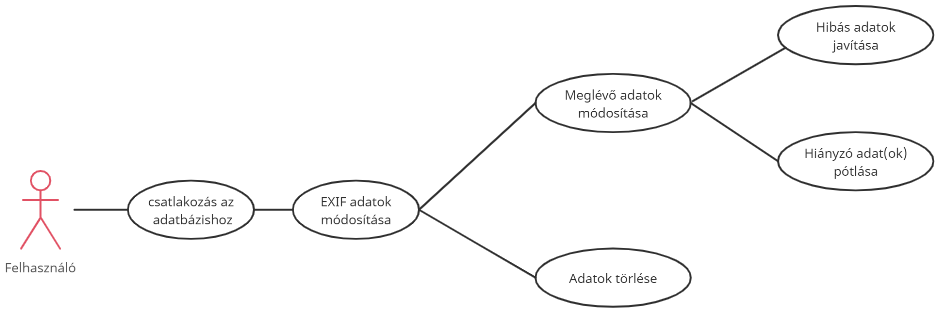 Felhasználó
csatlakozás az
adatbázishoz
EXIF adatok
módosítása
Meglévő adatok
módosítása
Hibás adatok
javítása
Hiányzó adat(ok)
pótlása
Adatok törlése